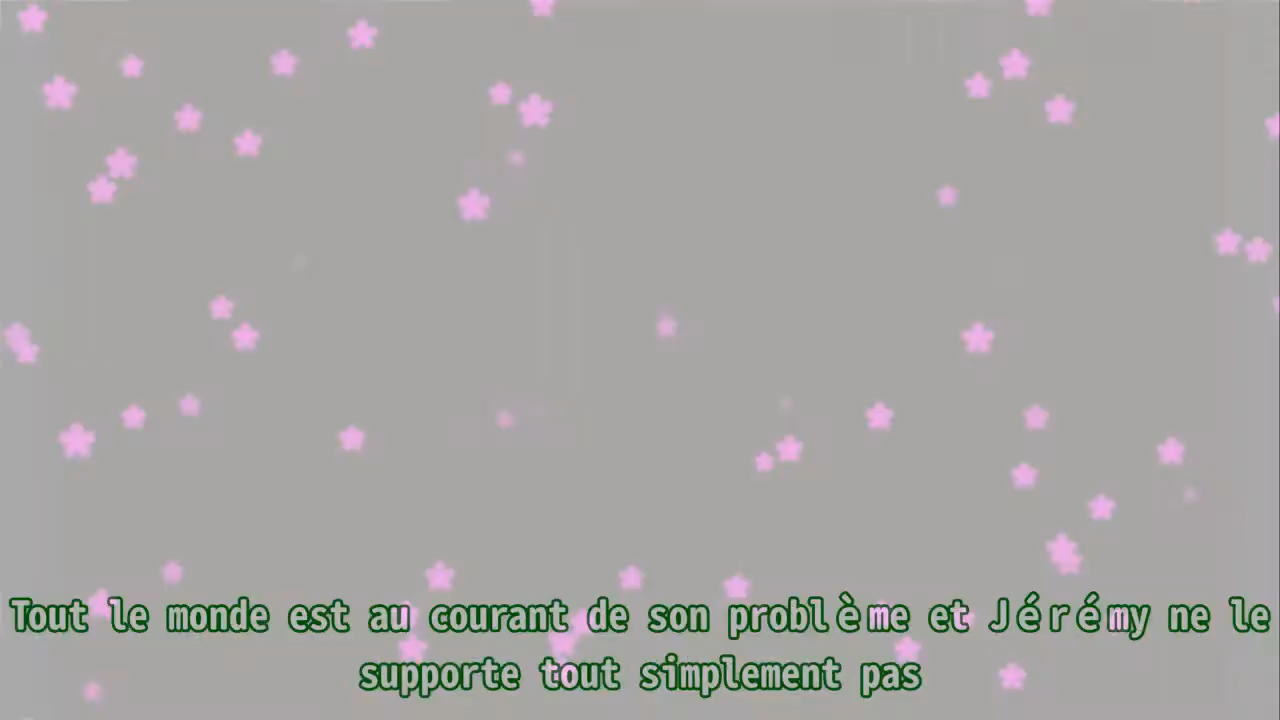 Tout le monde est au courant de son problème et Jérémy ne le
supporte tout simplement pas